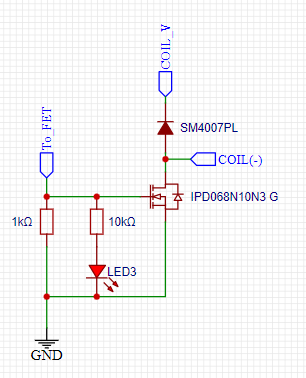 COIL_V
To_FET
SM4007PL
COIL(-)
IPD068N10N3 G
1kΩ
10kΩ
LED3
GND